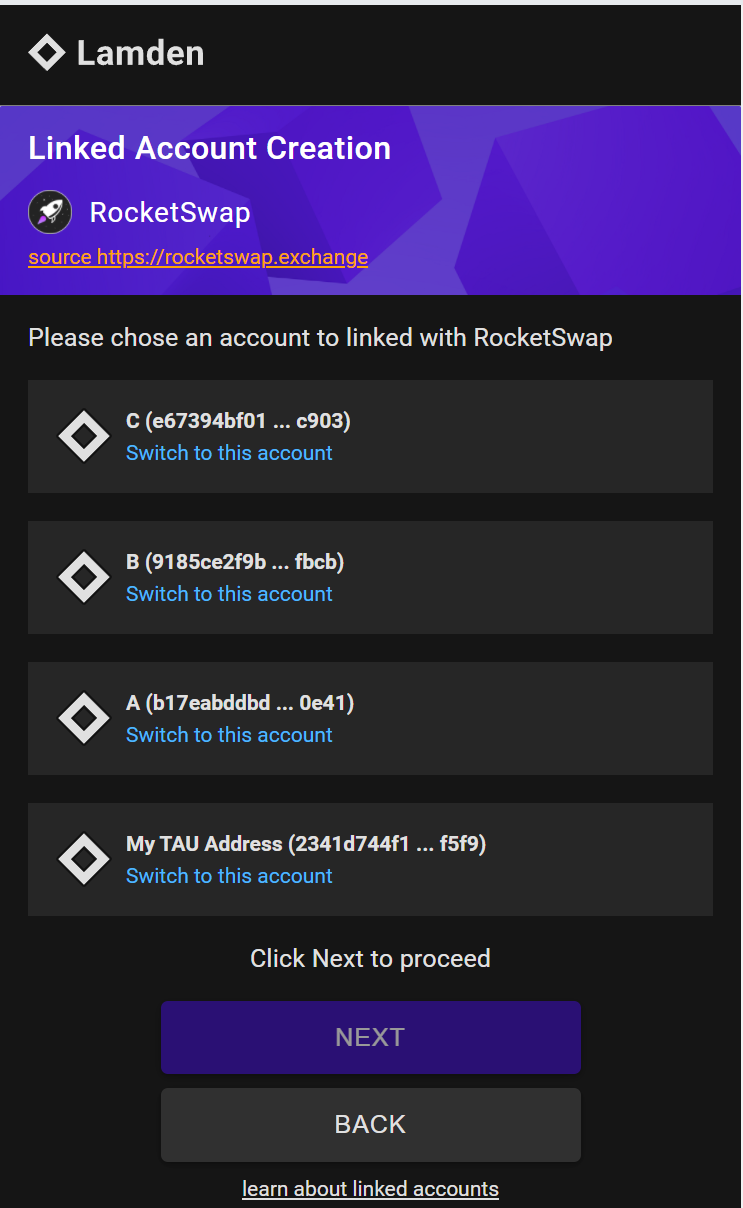 Lamden
Linked Account Creation
RocketSwap
source https://rocketswap.exchange
Please chose an account to linked with RocketSwap
C (e67394bf01 ... c903)
Switch to this account
B (9185ce2f9b ... fbcb)
Switch to this account
A (b17eabddbd ... 0e41)
Switch to this account
My TAU Address (2341d744f1 ... f5f9)
Switch to this account
Click Next to proceed
NEXT
BACK
learn about linked accounts